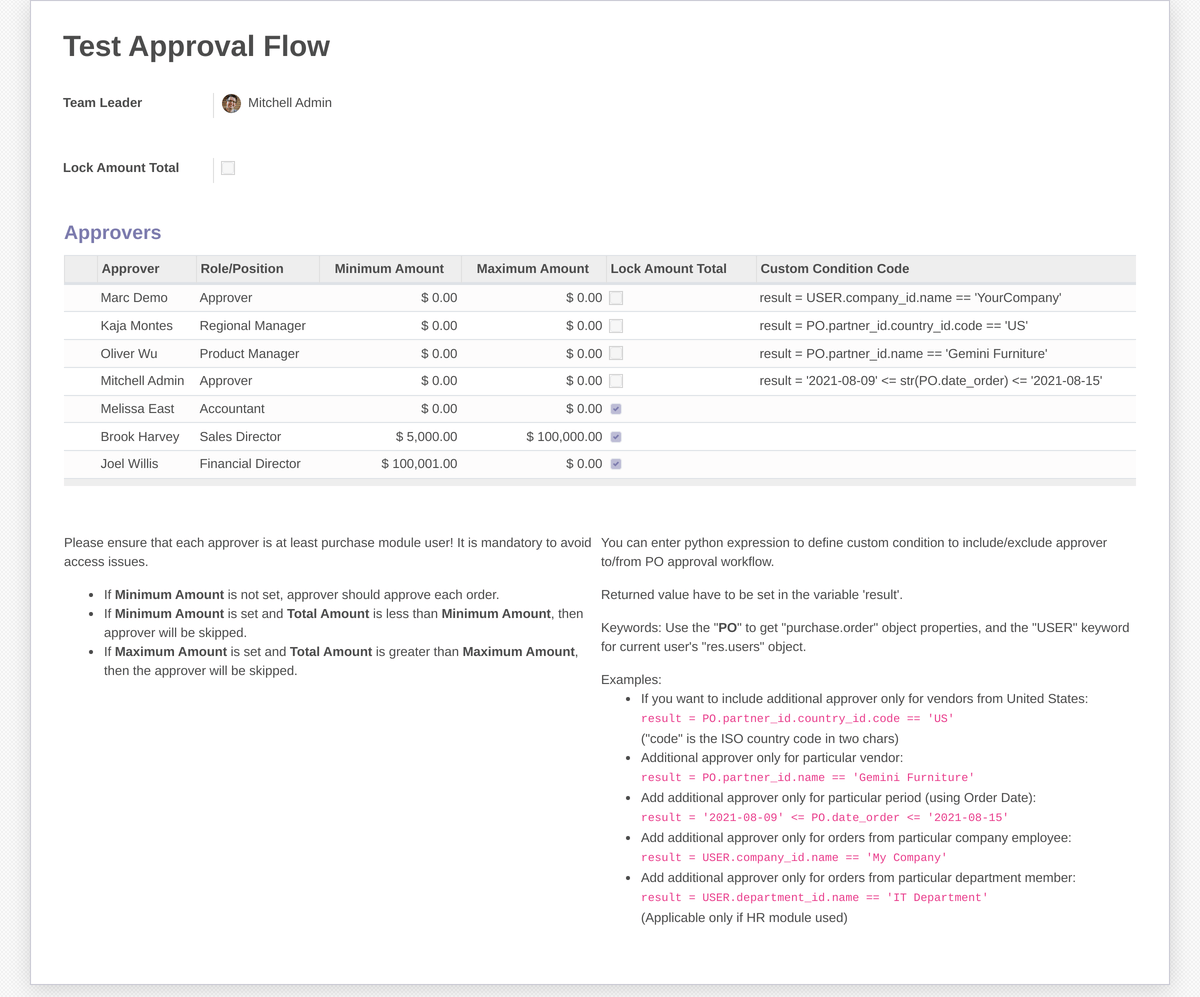 Test Approval Flow
Team Leader Mitchell Admin
Lock Amount Total
Approvers
Approver Role/Position Minimum Amount Maximum Amount Lock Amount Total Custom Condition Code
Marc Demo Approver $ 0.00 $ 0.00 result = USER.company_id.name == 'YourCompany'
Kaja Montes Regional Manager $ 0.00 $ 0.00 result = PO.partner_id.country_id.code == 'US'
Oliver Wu Product Manager $ 0.00 $ 0.00 result = PO.partner_id.name == 'Gemini Furniture'
Mitchell Admin Approver $ 0.00 $ 0.00 result = '2021-08-09' <= str(PO.date_order) <= '2021-08-15'
Melissa East Accountant $ 0.00 $ 0.00
Brook Harvey Sales Director $ 5,000.00 $ 100,000.00
Joel Willis Financial Director $ 100,001.00 $ 0.00
Please ensure that each approver is at least purchase module user! It is mandatory to avoid
access issues.
• If Minimum Amount is not set, approver should approve each order.
• If Minimum Amount is set and Total Amount is less than Minimum Amount, then
approver will be skipped.
• If Maximum Amount is set and Total Amount is greater than Maximum Amount,
then the approver will be skipped.
You can enter python expression to define custom condition to include/exclude approver
to/from PO approval workflow.
Returned value have to be set in the variable 'result'.
Keywords: Use the "PO" to get "purchase.order" object properties, and the "USER" keyword
for current user's "res.users" object.
Examples:
• If you want to include additional approver only for vendors from United States:
result = PO.partner_id.country_id.code == 'US'
("code" is the ISO country code in two chars)
• Additional approver only for particular vendor:
result = PO.partner_id.name == 'Gemini Furniture'
• Add additional approver only for particular period (using Order Date):
result = '2021-08-09' <= PO.date_order <= '2021-08-15'
• Add additional approver only for orders from particular company employee:
result = USER.company_id.name == 'My Company'
• Add additional approver only for orders from particular department member:
result = USER.department_id.name == 'IT Department'
(Applicable only if HR module used)